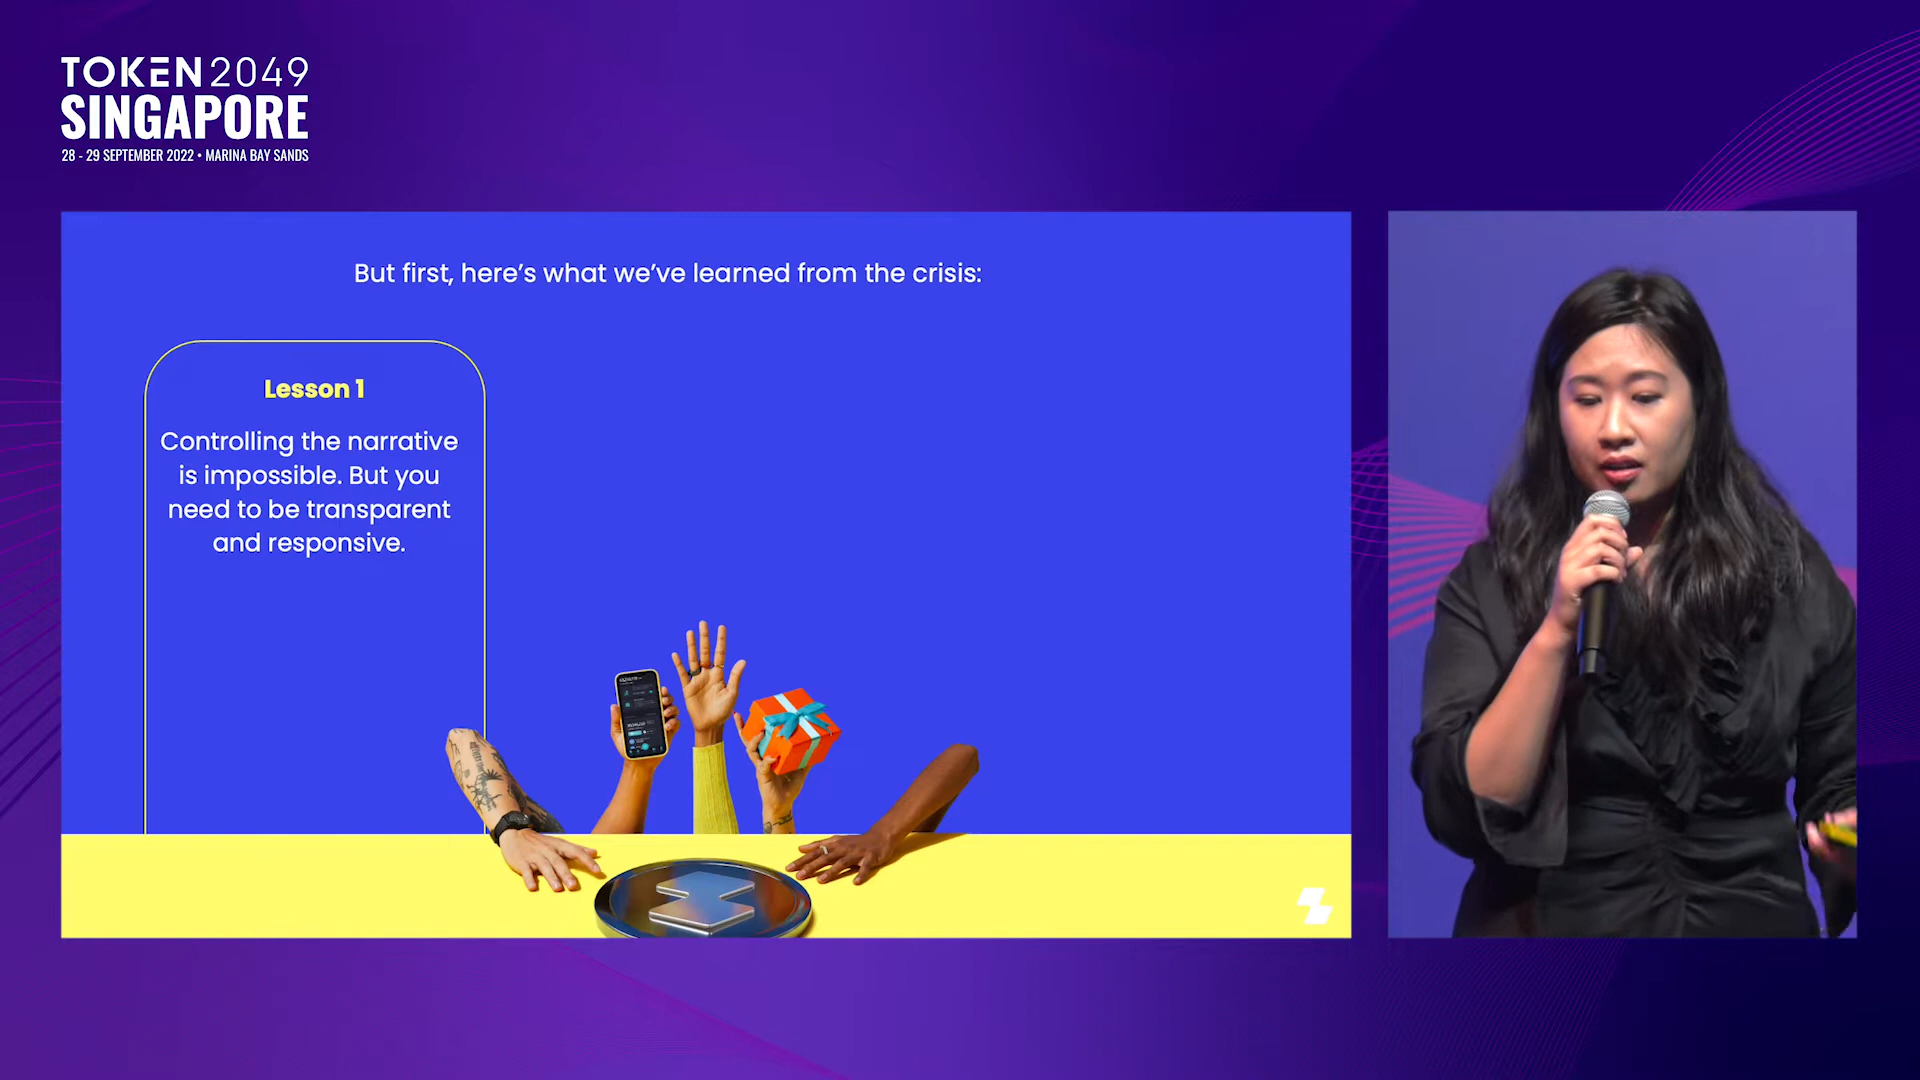 TOKEN2049
SINGAPORE
28 - 29 SEPTEMBER 2022 • MARINA BAY SANDS
But first, here’s what we’ve learned from the crisis:
Lesson 1
Controlling the narrative
is impossible. But you
need to be transparent
and responsive.